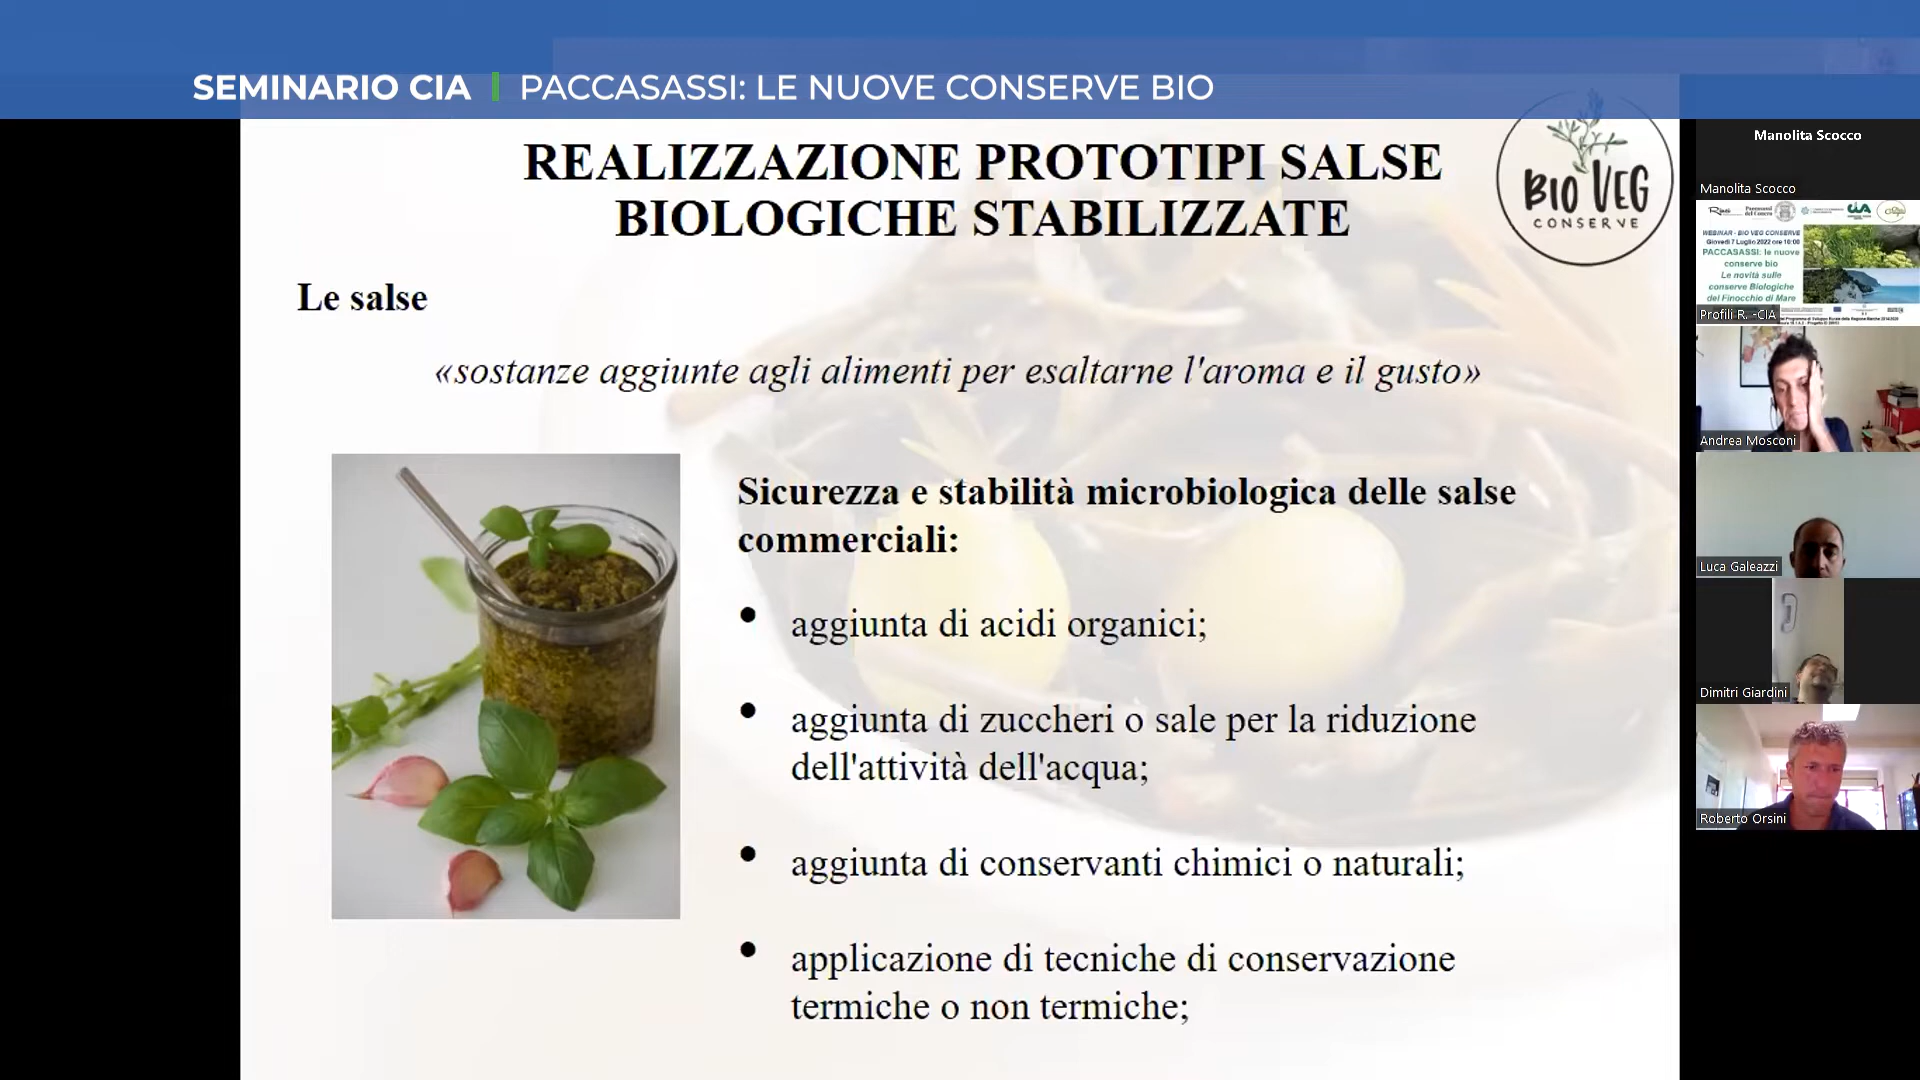 SEMINARIO CIA | PACCASASSI: LE NUOVE CONSERVE BIO
REALIZZAZIONE PROTOTIPI SALSE
BIOLOGICHE STABILIZZATE
BIO VEG
CONSERVE
Le salse
«sostanze aggiunte agli alimenti per esaltarne l'aroma e il gusto»
Sicurezza e stabilità microbiologica delle salse
commerciali:
• aggiunta di acidi organici;
• aggiunta di zuccheri o sale per la riduzione
dell'attività dell'acqua;
• aggiunta di conservanti chimici o naturali;
• applicazione di tecniche di conservazione
termiche o non termiche;
Manolita Scocco
Manolita Scocco
CIA
WEBINAR - BIO VEG CONSERVE
Giovedì 7 Luglio 2022 ore 10:00
PACCASASSI: le nuove
conserve bio
Le novità sulle
conserve Biologiche
del Finocchio di Mare
Profili R. -CIA
Andrea Mosconi
Luca Galeazzi
Dimitri Giardini
Roberto Orsini